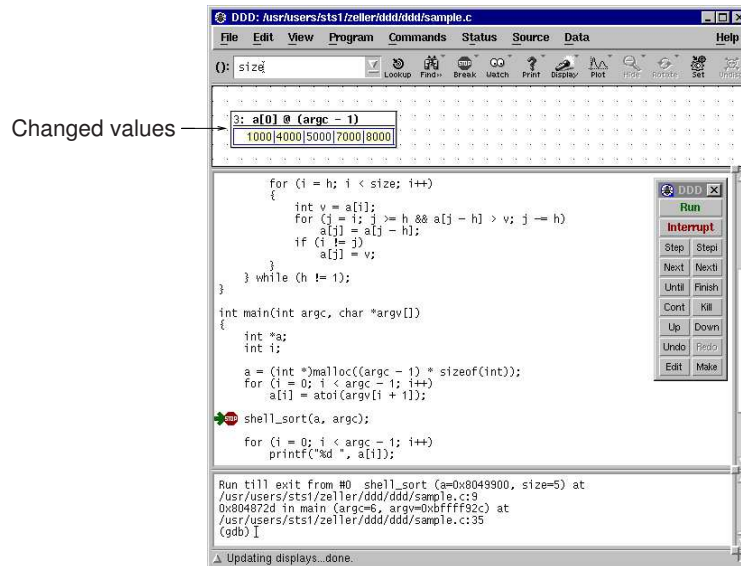 DDD: /usr/users/sts1/zeller/ddd/ddd/sample.c
File Edit View Program Commands Status Source Data Help
(): size
Lookup Find>> Break Watch Print Display Plot Hide Rotate Set Undisp
Changed values
3: a[0] @ (argc - 1)
1000 4000 5000 7000 8000
for (i = h; i < size; i++)
{
int v = a[i];
for (j = i; j >= h && a[j - h] > v; j -= h)
a[j] = a[j - h];
if (i != j)
a[j] = v;
}
} while (h != 1);
}
int main(int argc, char *argv[])
{
int *a;
int i;
a = (int *)malloc((argc - 1) * sizeof(int));
for (i = 0; i < argc - 1; i++)
a[i] = atoi(argv[i + 1]);
STOP shell_sort(a, argc);
for (i = 0; i < argc - 1; i++)
printf("%d ", a[i]);
DDD
Run
Interrupt
Step Stepi
Next Nexti
Until Finish
Cont Kill
Up Down
Undo Redo
Edit Make
Run till exit from #0 shell_sort (a=0x8049900, size=5) at
/usr/users/sts1/zeller/ddd/ddd/sample.c:9
0x804872d in main (argc=6, argv=0xbffff92c) at
/usr/users/sts1/zeller/ddd/ddd/sample.c:35
(gdb)
Updating displays...done.